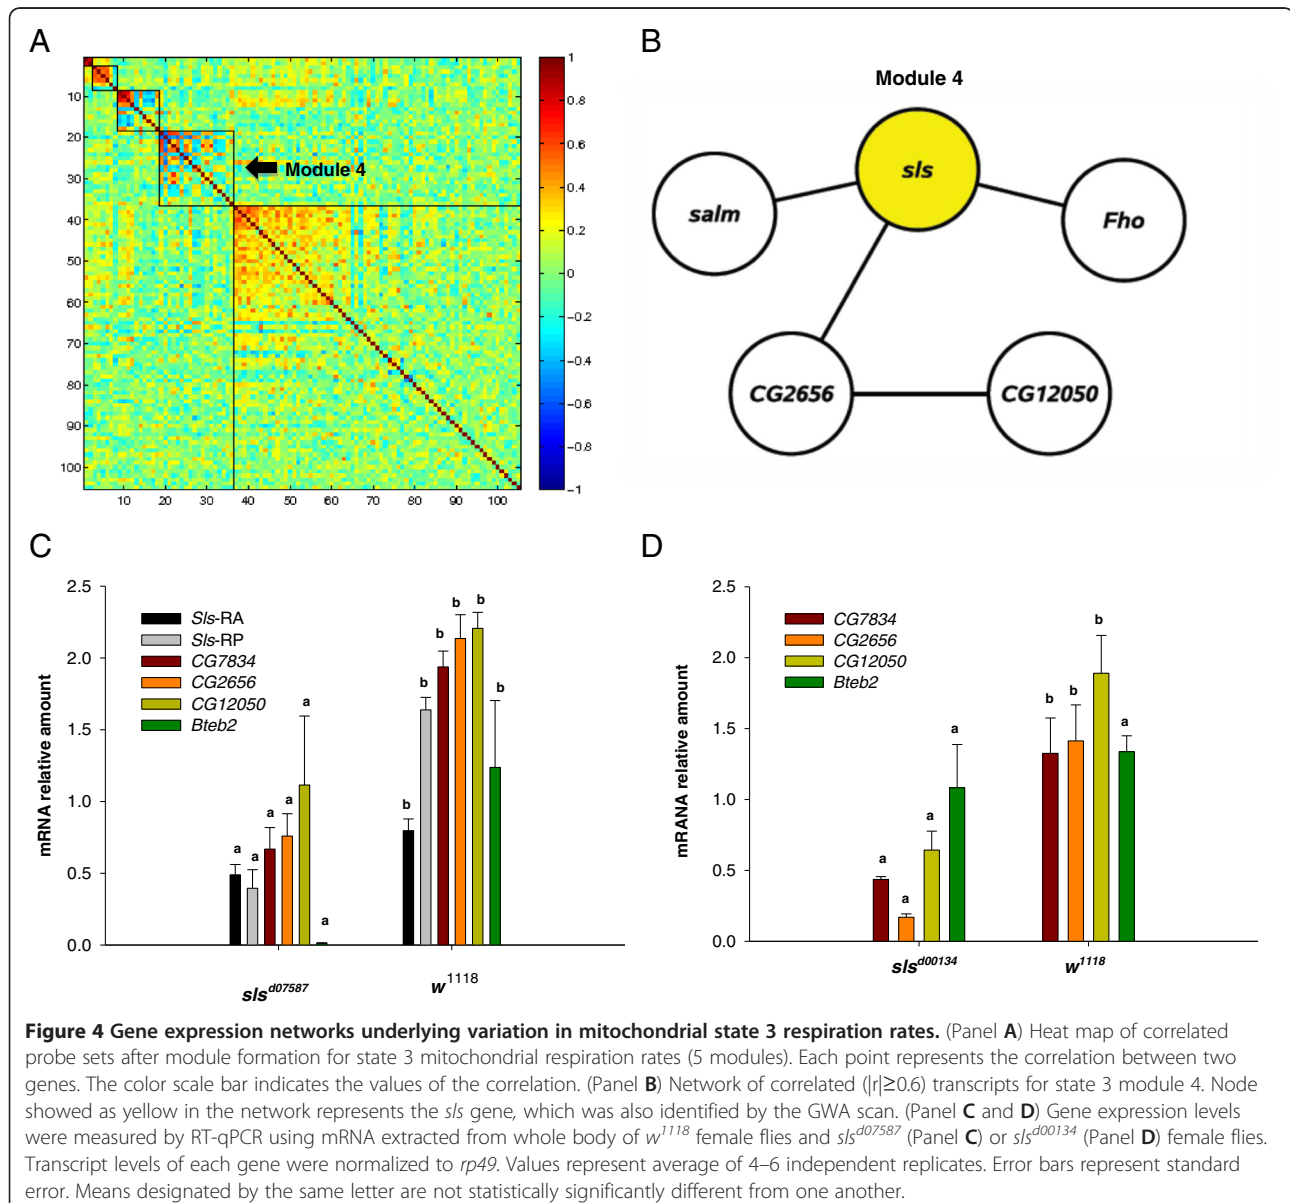 A
B
1
0.8
0.6
0.4
0.2
0
−0.2
−0.4
−0.6
−0.8
−1
10
20
30
40
50
60
70
80
90
100
10 20 30 40 50 60 70 80 90 100
Module 4
Module 4
sls
salm
Fho
CG2656
CG12050
C
D
2.5
2.0
1.5
1.0
0.5
0.0
mRNA relative amount
Sls-RA
Sls-RP
CG7834
CG2656
CG12050
Bteb2
a a a a a a
b b b b b b
sls^d07587
w^1118
2.5
2.0
1.5
1.0
0.5
0.0
mRANA relative amount
CG7834
CG2656
CG12050
Bteb2
a a a a
b b b a
sls^d00134
w^1118
Figure 4 Gene expression networks underlying variation in mitochondrial state 3 respiration rates. (Panel A) Heat map of correlated
probe sets after module formation for state 3 mitochondrial respiration rates (5 modules). Each point represents the correlation between two
genes. The color scale bar indicates the values of the correlation. (Panel B) Network of correlated (|r|≥0.6) transcripts for state 3 module 4. Node
showed as yellow in the network represents the sls gene, which was also identified by the GWA scan. (Panel C and D) Gene expression levels
were measured by RT-qPCR using mRNA extracted from whole body of w^1118 female flies and sls^d07587 (Panel C) or sls^d00134 (Panel D) female flies.
Transcript levels of each gene were normalized to rp49. Values represent average of 4–6 independent replicates. Error bars represent standard
error. Means designated by the same letter are not statistically significantly different from one another.